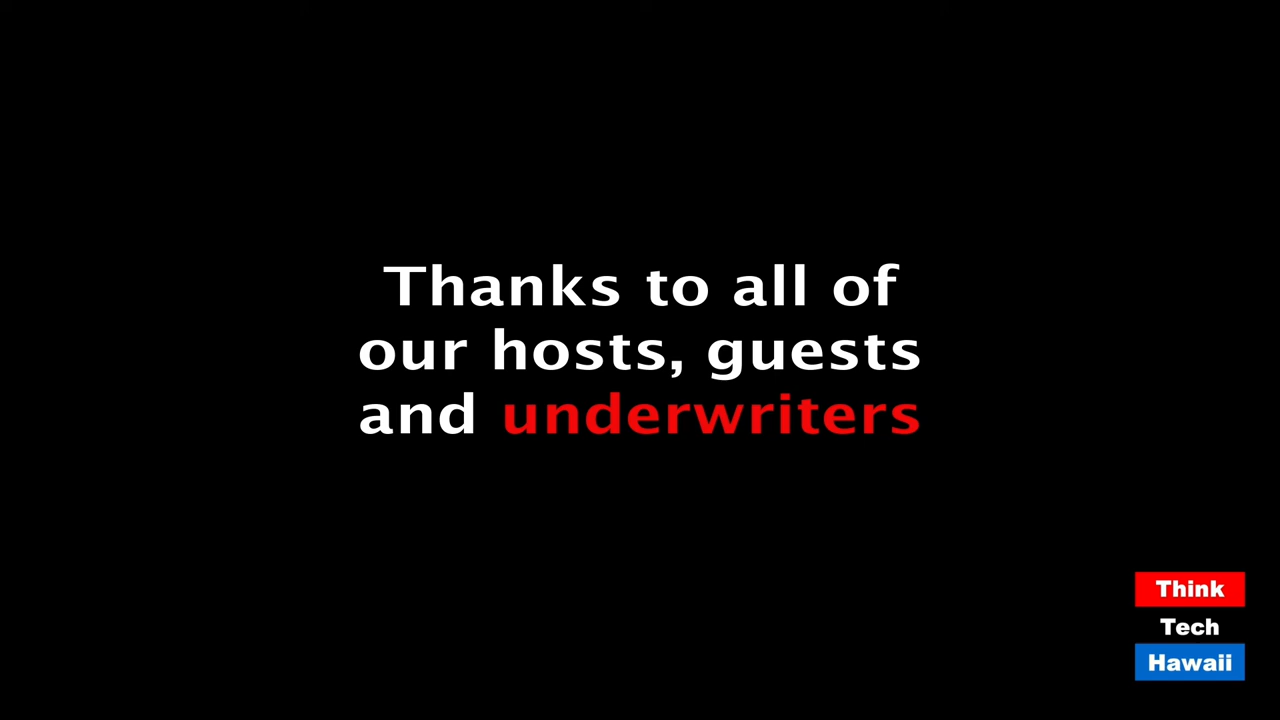 Thanks to all of
our hosts, guests
and underwriters
Think
Tech
Hawaii